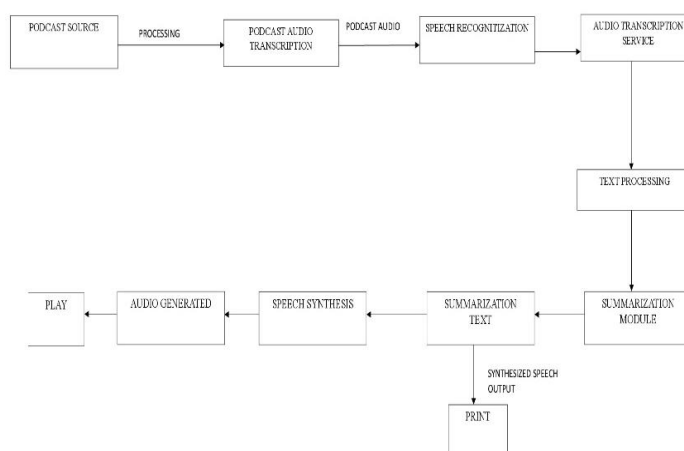 PODCAST SOURCE
PROCESSING
PODCAST AUDIO
TRANSCRIPTION
PODCAST AUDIO
SPEECH RECOGNITIZATION
AUDIO TRANSCRIPTION
SERVICE
TEXT PROCESSING
PLAY
AUDIO GENERATED
SPEECH SYNTHESIS
SUMMARIZATION
TEXT
SUMMARIZATION
MODULE
SYNTHESIZED SPEECH
OUTPUT
PRINT